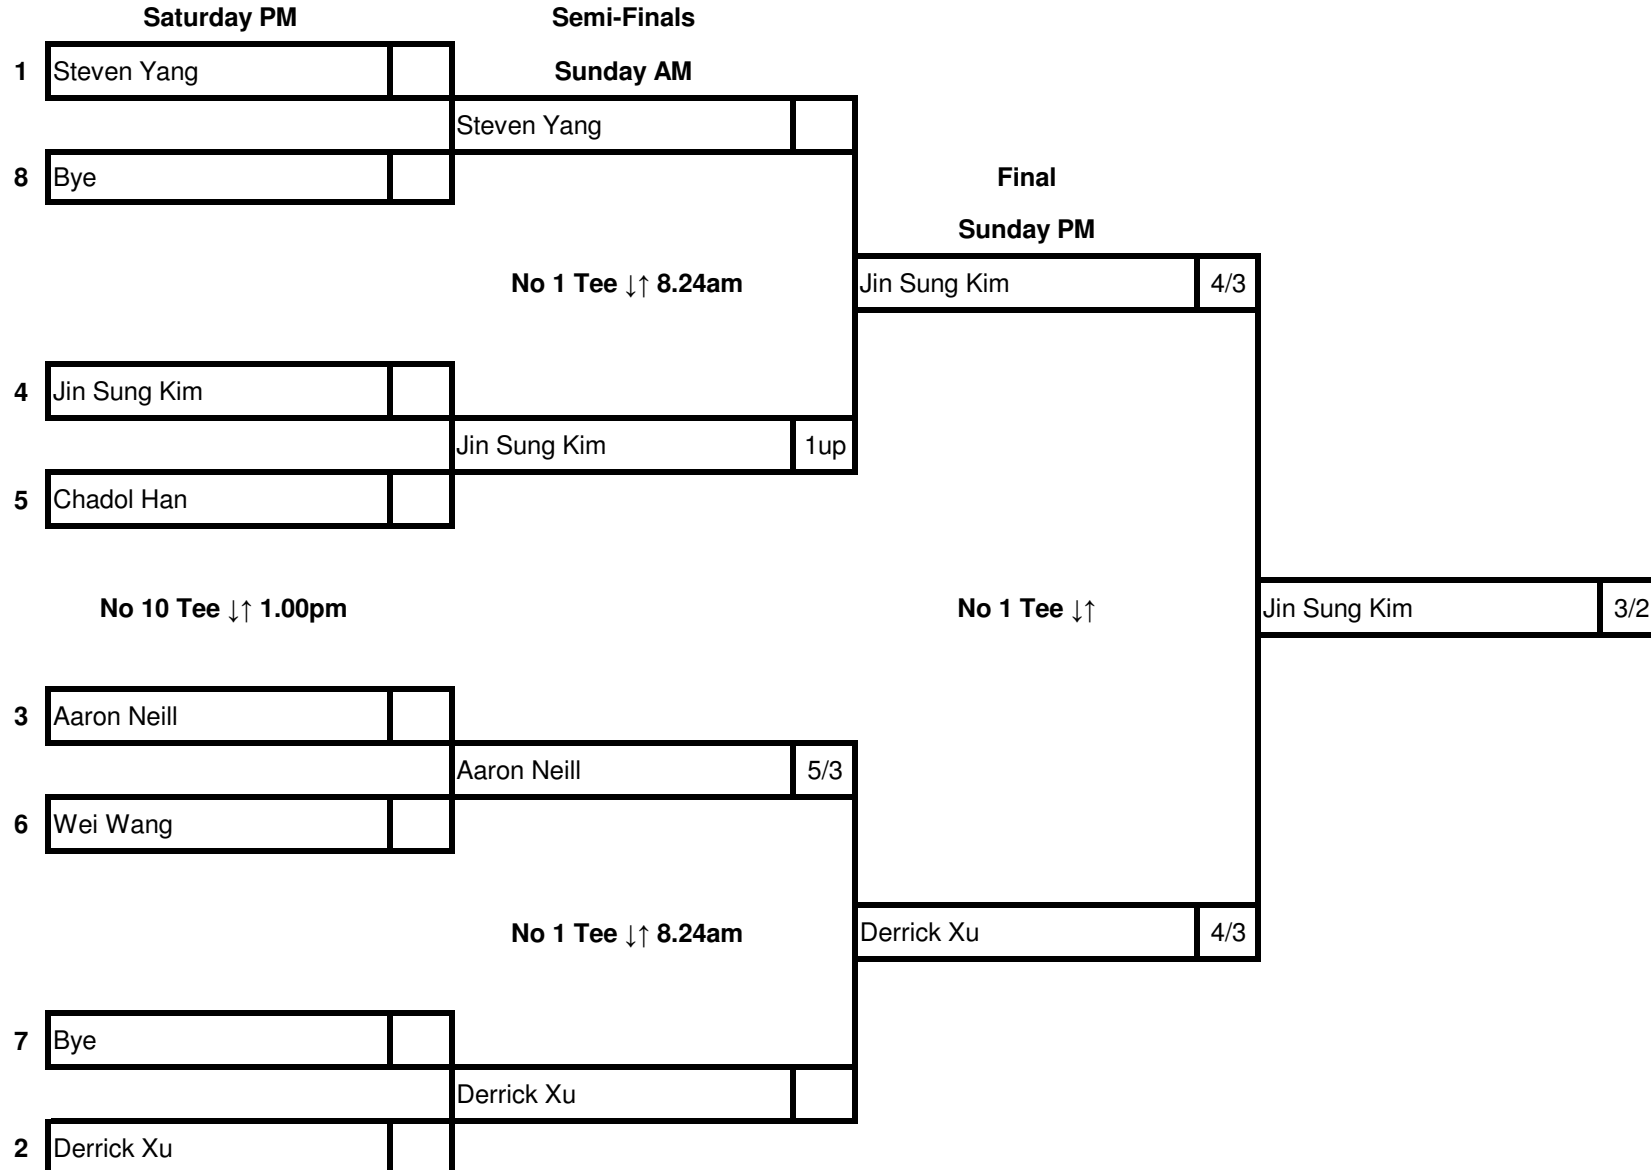 Saturday PM Semi-Finals
1 Steven Yang Sunday AM
Steven Yang
8 Bye Final
Sunday PM
No 1 Tee ↓↑ 8.24am Jin Sung Kim 4/3
4 Jin Sung Kim
Jin Sung Kim 1up
5 Chadol Han
No 10 Tee ↓↑ 1.00pm No 1 Tee ↓↑ Jin Sung Kim 3/2
3 Aaron Neill
Aaron Neill 5/3
6 Wei Wang
No 1 Tee ↓↑ 8.24am Derrick Xu 4/3
7 Bye
Derrick Xu
2 Derrick Xu